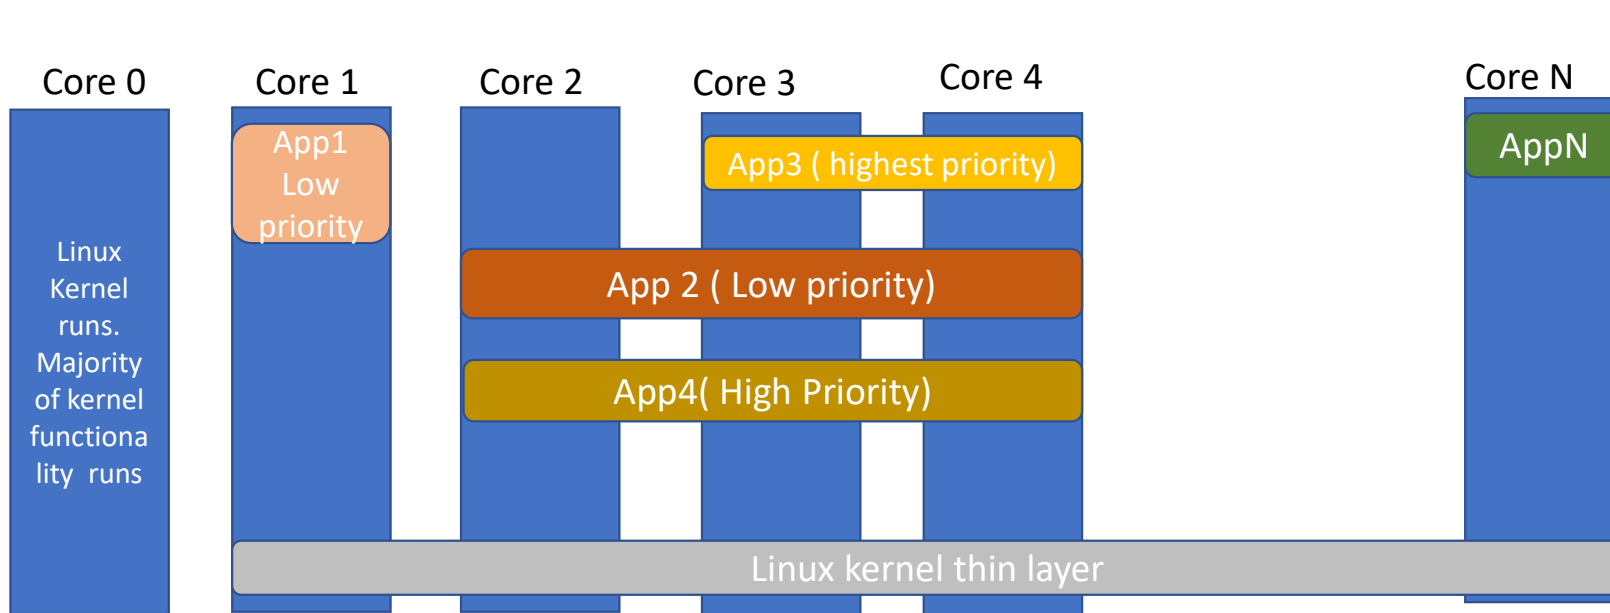 Core 0
Core 1
Core 2
Core 3
Core 4
Core N
Linux
Kernel
runs.
Majority
of kernel
functiona
lity runs
App1
Low
priority
App3 ( highest priority)
AppN
App 2 ( Low priority)
App4( High Priority)
Linux kernel thin layer